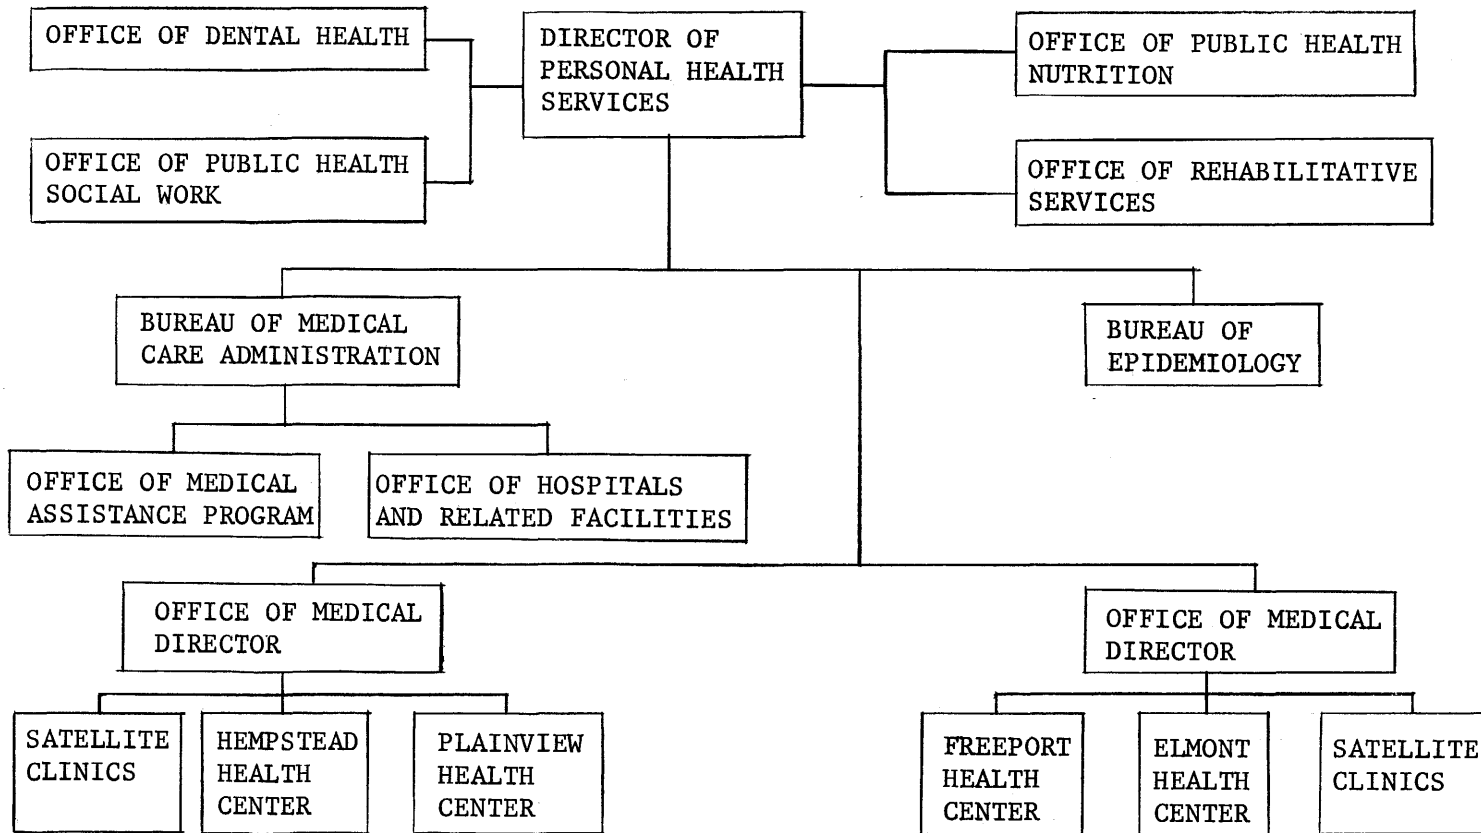 OFFICE OF DENTAL HEALTH
DIRECTOR OF
PERSONAL HEALTH
SERVICES
OFFICE OF PUBLIC HEALTH
NUTRITION
OFFICE OF PUBLIC HEALTH
SOCIAL WORK
OFFICE OF REHABILITATIVE
SERVICES
BUREAU OF MEDICAL
CARE ADMINISTRATION
BUREAU OF
EPIDEMIOLOGY
OFFICE OF MEDICAL
ASSISTANCE PROGRAM
OFFICE OF HOSPITALS
AND RELATED FACILITIES
OFFICE OF MEDICAL
DIRECTOR
OFFICE OF MEDICAL
DIRECTOR
SATELLITE
CLINICS
HEMPSTEAD
HEALTH
CENTER
PLAINVIEW
HEALTH
CENTER
FREEPORT
HEALTH
CENTER
ELMONT
HEALTH
CENTER
SATELLITE
CLINICS